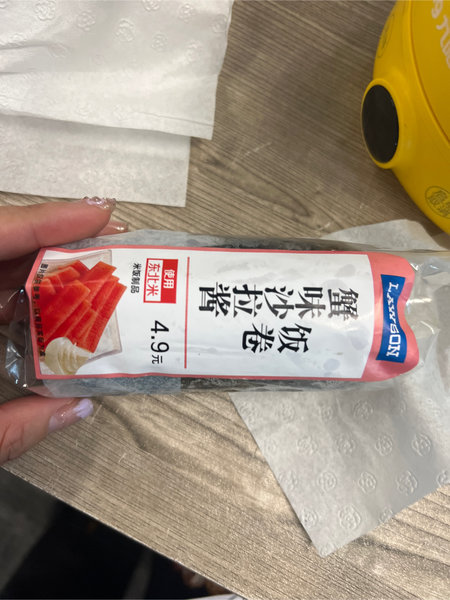 LAWSON
蟹味沙拉酱
饭卷
使用
东北米
米饭制品
4.9元